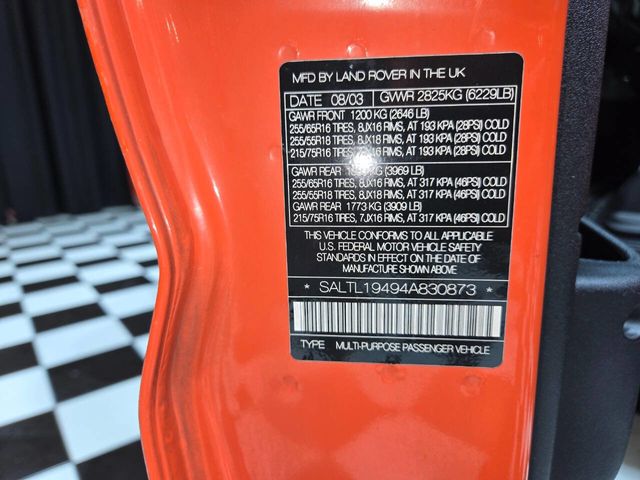 MFD BY LAND ROVER IN THE UK
DATE 08/03 GVWR 2825KG (6229LB)
GAWR FRONT 1200 KG (2646 LB)
255/65R16 TIRES, 8JX16 RIMS, AT 193 KPA (28PSI) COLD
255/55R18 TIRES, 8JX18 RIMS, AT 193 KPA (28PSI) COLD
215/75R16 TIRES, 7JX16 RIMS, AT 193 KPA (28PSI) COLD
GAWR REAR KG (3969 LB)
255/65R16 TIRES, 8JX16 RIMS, AT 317 KPA (46PSI) COLD
255/55R18 TIRES, 8JX18 RIMS, AT 317 KPA (46PSI) COLD
GAWR REAR 1773 KG (3909 LB)
215/75R16 TIRES, 7JX16 RIMS, AT 317 KPA (46PSI) COLD
THIS VEHICLE CONFORMS TO ALL APPLICABLE
U.S. FEDERAL MOTOR VEHICLE SAFETY
STANDARDS IN EFFECT ON THE DATE OF
MANUFACTURE SHOWN ABOVE
* SALTL19494A830873 *
TYPE MULTI-PURPOSE PASSENGER VEHICLE